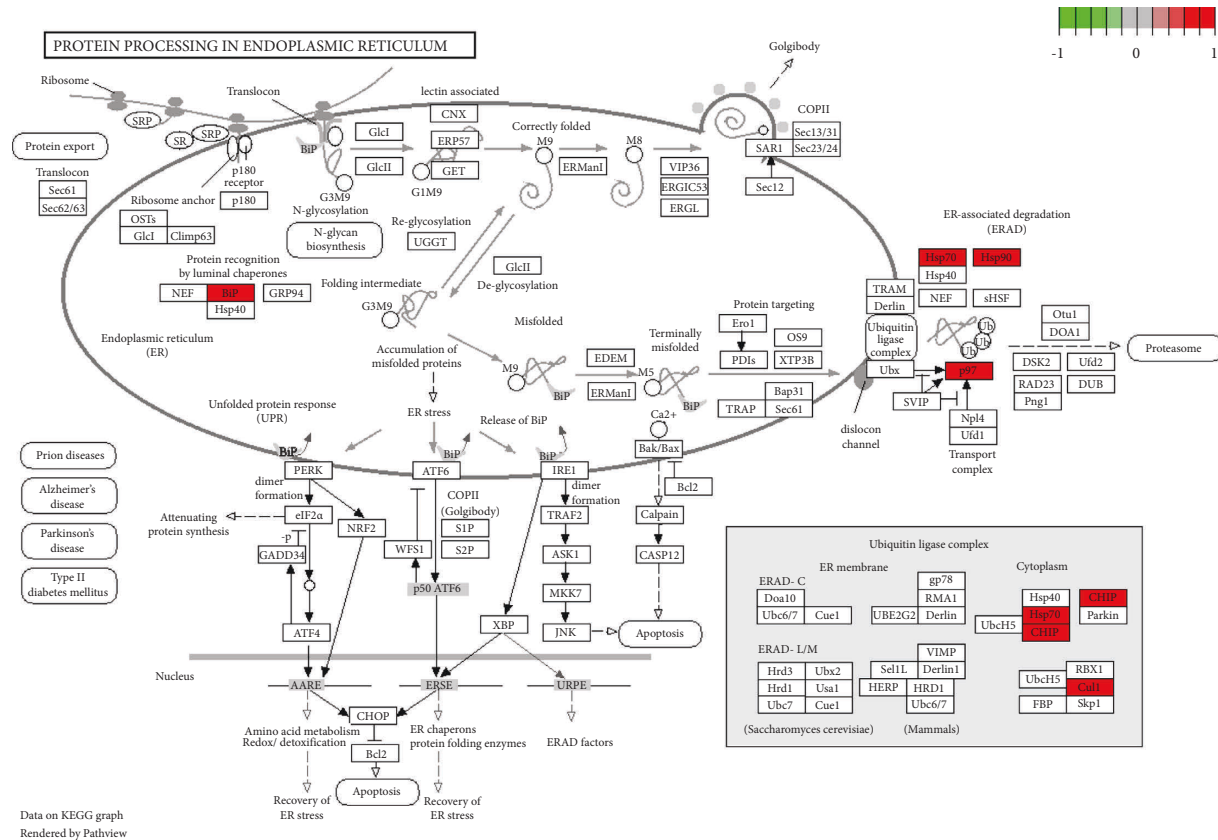 PROTEIN PROCESSING IN ENDOPLASMIC RETICULUM
-1 0 1
Golgibody
Ribosome
Translocon
lectin associated
CNX
COPII
SRP
SR
SRP
GlcI
ERP57
Correctly folded
M9
M8
Sec13/31
SAR1
Sec23/24
Protein export
BiP
GlcII
GET
ERManI
VIP36
Translocon
p180
receptor
G1M9
ERGIC53
Sec12
Sec61
Sec62/63
Ribosome anchor
p180
G3M9
N-glycosylation
ERGL
OSTs
GlcI
Climp63
N-glycan
biosynthesis
Re-glycosylation
UGGT
ER-associated degradation
(ERAD)
Protein recognition
by luminal chaperones
GlcII
De-glycosylation
Hsp70
Hsp90
Hsp40
NEF
BiP
GRP94
Hsp40
Folding intermediate
G3M9
TRAM
Derlin
NEF
sHSF
Protein targeting
Ero1
OS9
PDIs
XTP3B
Otu1
DOA1
Endoplasmic reticulum
(ER)
Misfolded
Terminally
misfolded
Ubiquitin
ligase
complex
Ub
Ub
Ub
Proteasome
Accumulation of
misfolded proteins
M9
EDEM
M5
ERManI
BiP
BiP
Ubx
p97
DSK2
Ufd2
RAD23
DUB
Png1
Bap31
TRAP
Sec61
SVIP
Unfolded protein response
(UPR)
ER stress
Release of BiP
Ca2+
dislocon
channel
Npl4
Ufd1
Transport
complex
BiP
BiP
BiP
Bak/Bax
Prion diseases
PERK
ATF6
IRE1
Bcl2
Alzheimer's
disease
dimer
formation
COPII
(Golgibody)
dimer
formation
Attenuating
protein synthesis
eIF2α
NRF2
S1P
TRAF2
Calpain
Parkinson's
disease
-p
GADD34
WFS1
S2P
ASK1
CASP12
Type II
diabetes mellitus
p50 ATF6
MKK7
ATF4
XBP
JNK
Apoptosis
Nucleus
AARE
ERSE
URPE
CHOP
Amino acid metabolism
Redox/ detoxification
Bcl2
ER chaperons
protein folding enzymes
ERAD factors
Apoptosis
Recovery of
ER stress
Recovery of
ER stress
Ubiquitin ligase complex
ER membrane
Cytoplasm
ERAD- C
Doa10
Ubc6/7
Cue1
gp78
RMA1
UBE2G2
Derlin
Hsp40
Hsp70
UbcH5
CHIP
CHIP
Parkin
ERAD- L/M
Hrd3
Ubx2
Hrd1
Usa1
Ubc7
Cue1
VIMP
Sel1L
Derlin1
HERP
HRD1
Ubc6/7
RBX1
UbcH5
Cul1
FBP
Skp1
(Saccharomyces cerevisiae)
(Mammals)
Data on KEGG graph
Rendered by Pathview